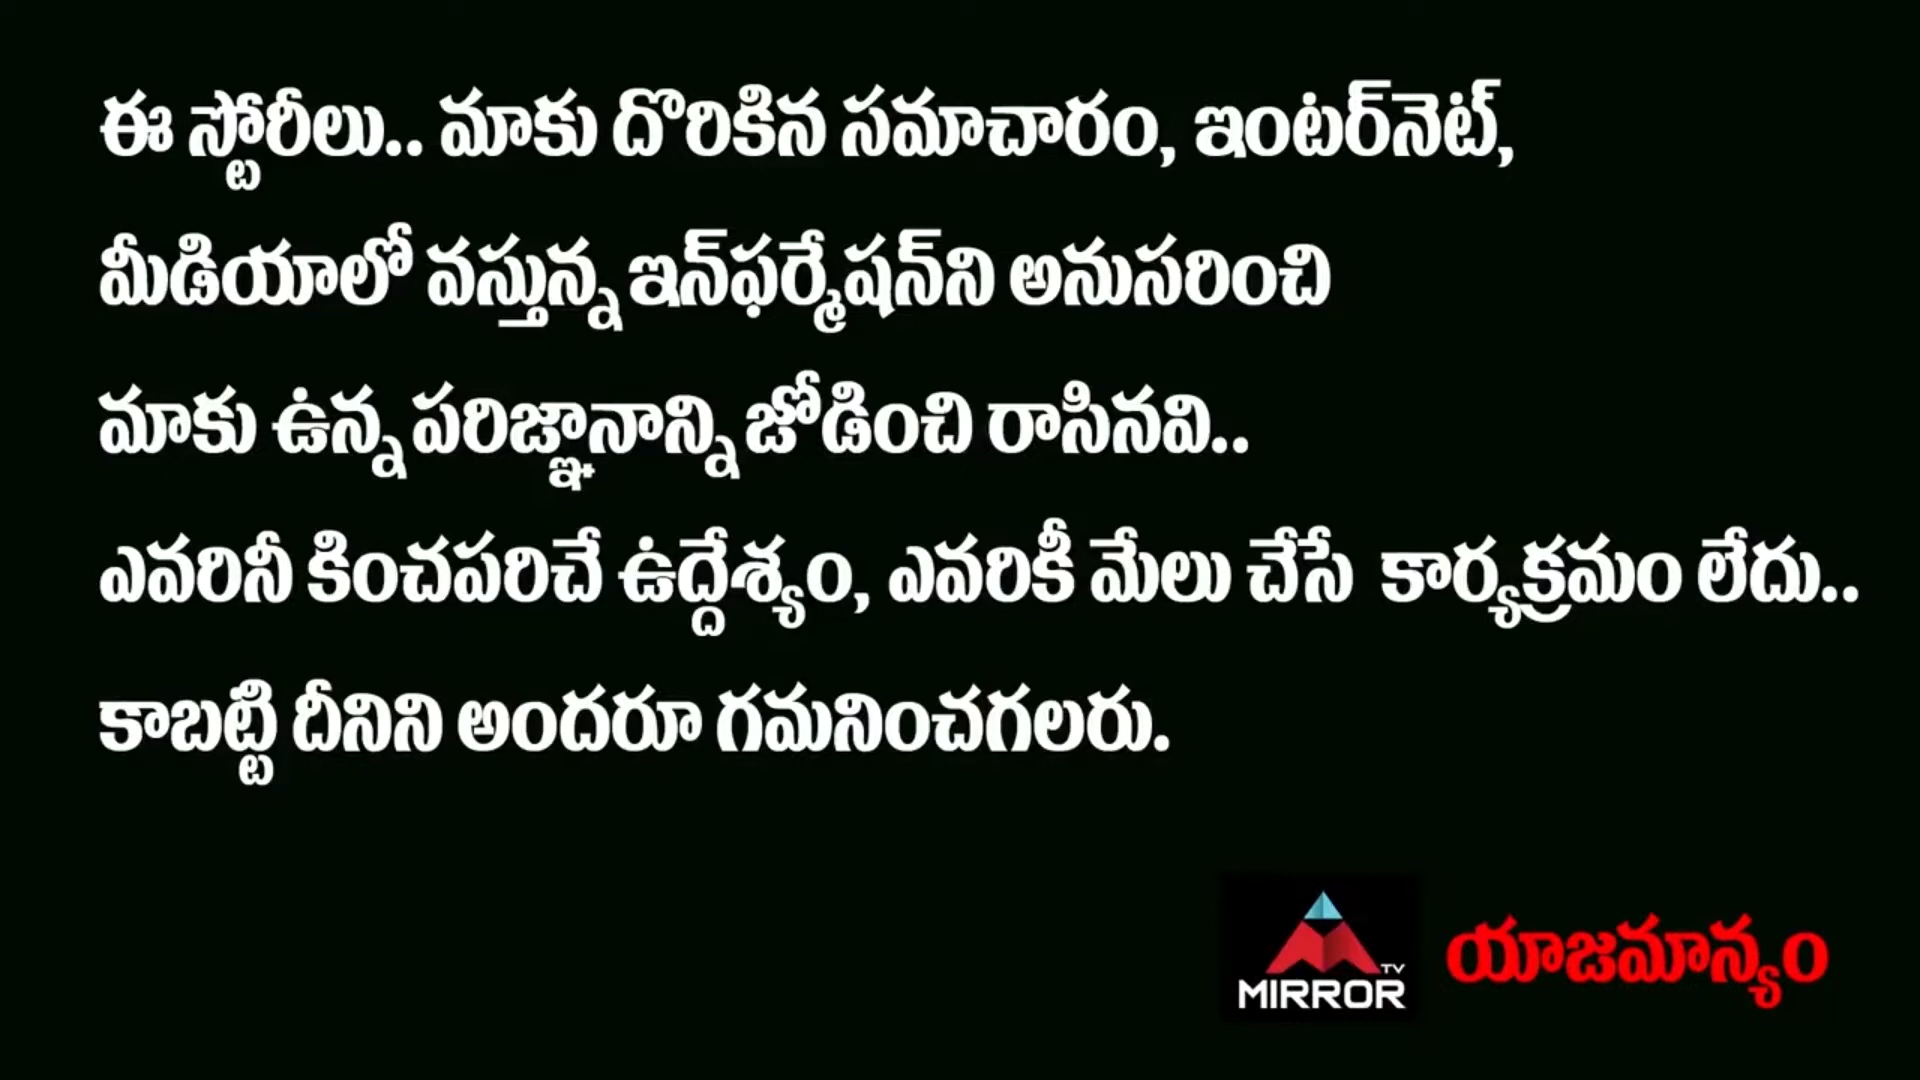 ఈ స్టోరీలు.. మాకు దొరికిన సమాచారం, ఇంటర్‌నెట్,
మీడియాలో వస్తున్న ఇన్‌ఫర్మేషన్‌ని అనుసరించి
మాకు ఉన్న పరిజ్ఞానాన్ని జోడించి రాసినవి..
ఎవరినీ కించపరిచే ఉద్దేశ్యం, ఎవరికీ మేలు చేసే కార్యక్రమం లేదు..
కాబట్టి దీనిని అందరూ గమనించగలరు.
TV
MIRROR
యాజమాన్యం